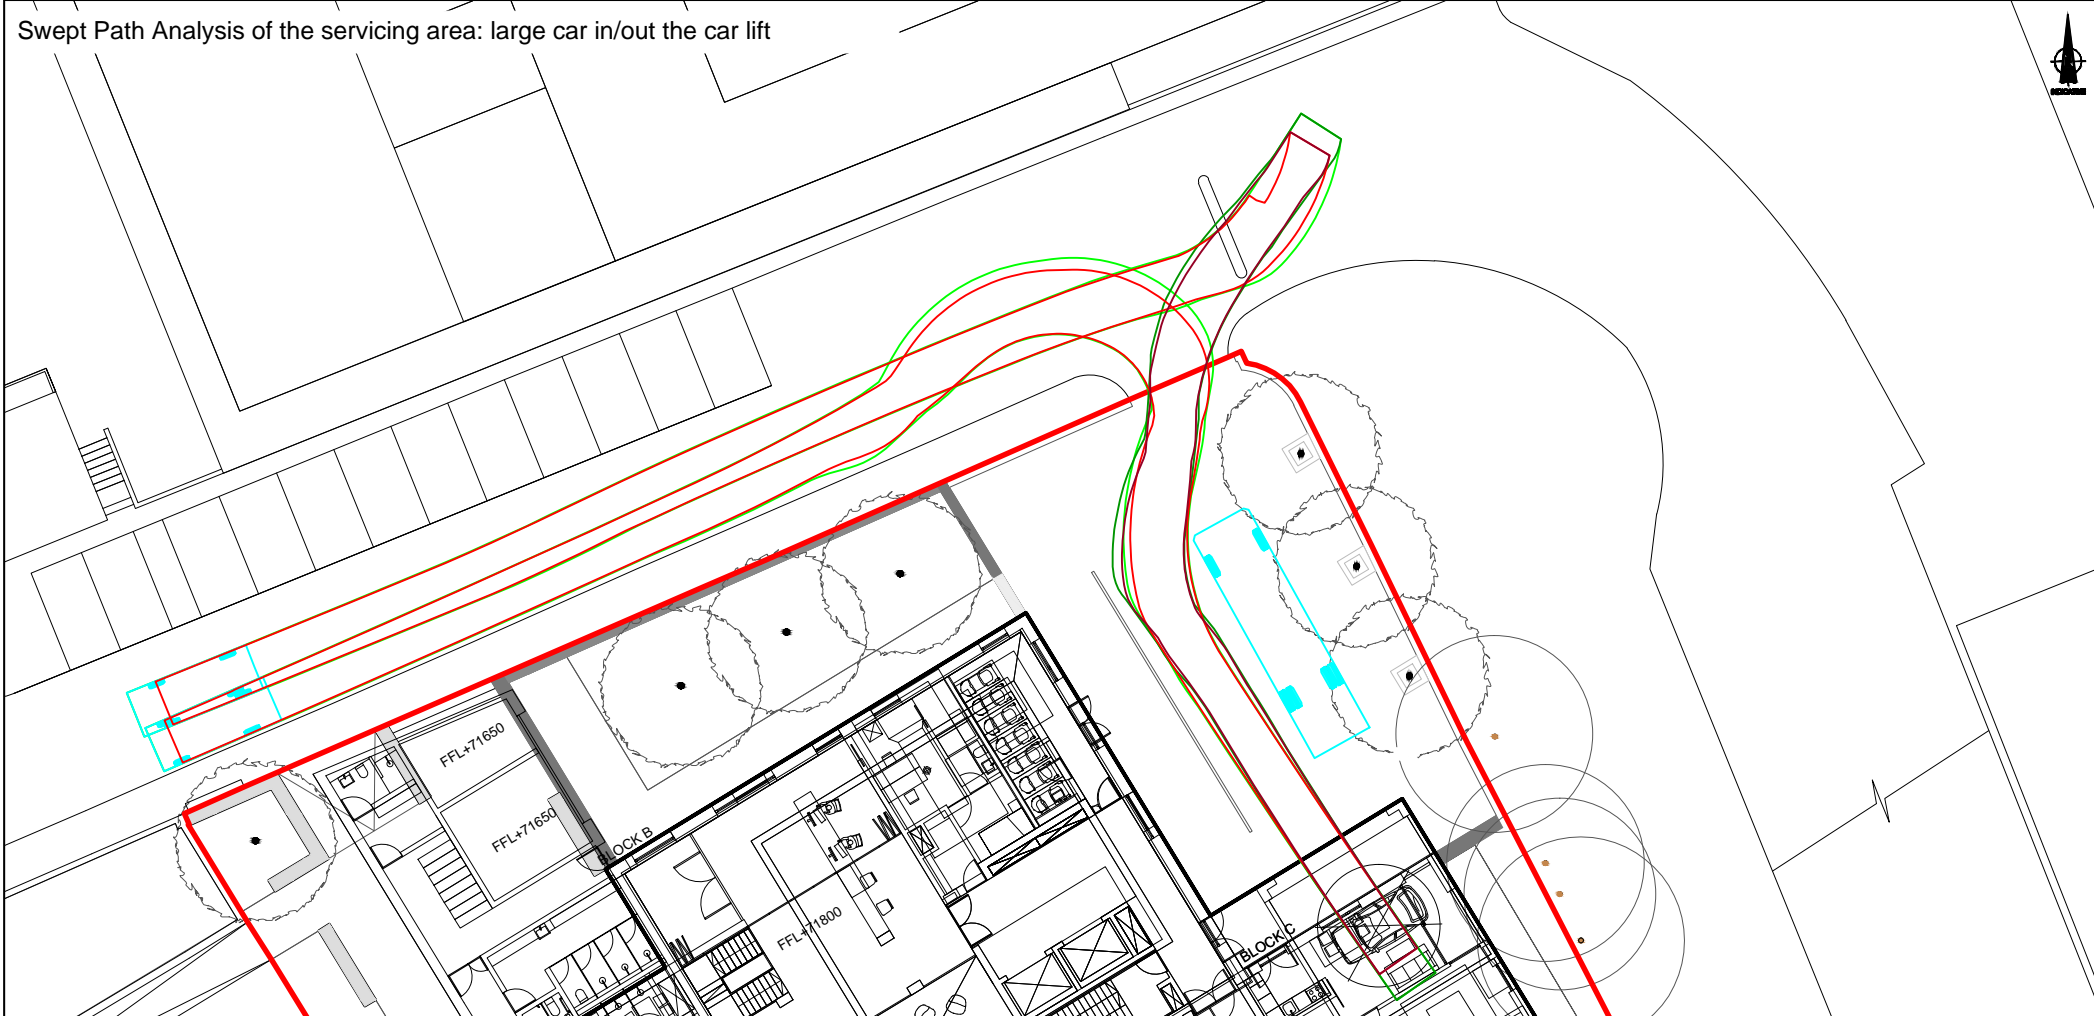 Swept Path Analysis of the servicing area: large car in/out the car lift
FFL+71650
FFL+71650
BLOCK B
FFL+71800
BLOCK C